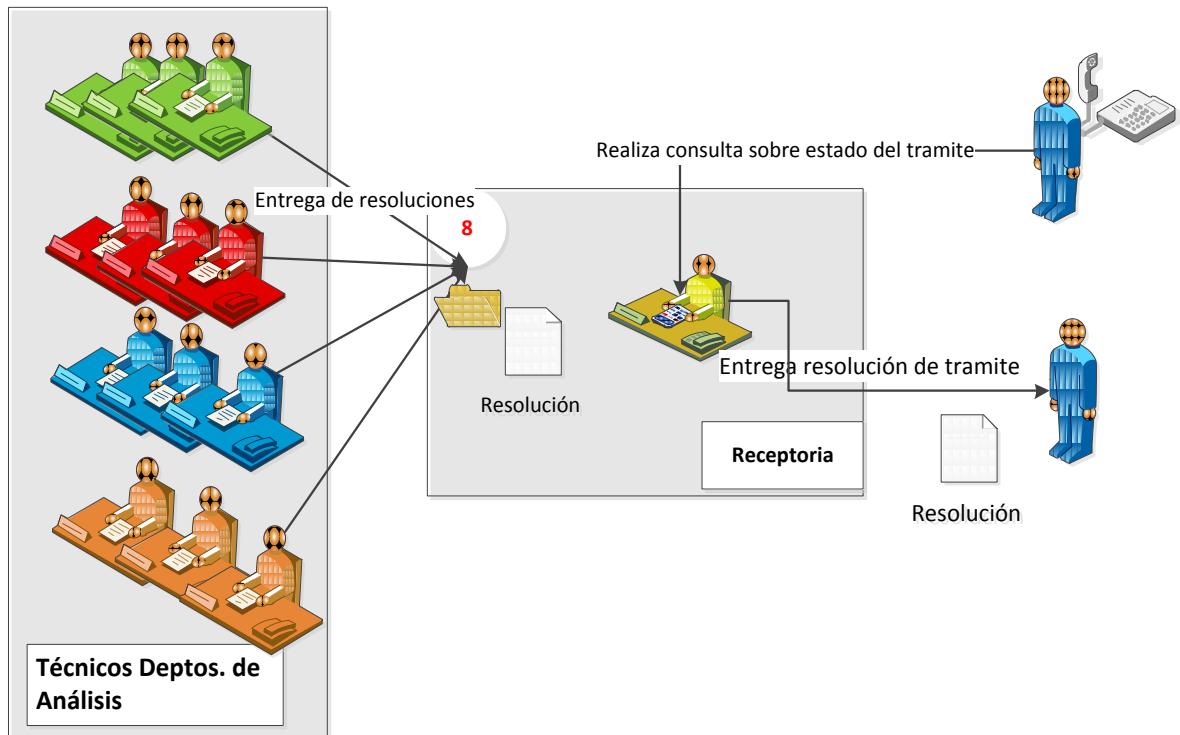 Realiza consulta sobre estado del tramite
Entrega de resoluciones
8
Resolución
Entrega resolución de tramite
Receptoria
Resolución
Técnicos Deptos. de
Análisis